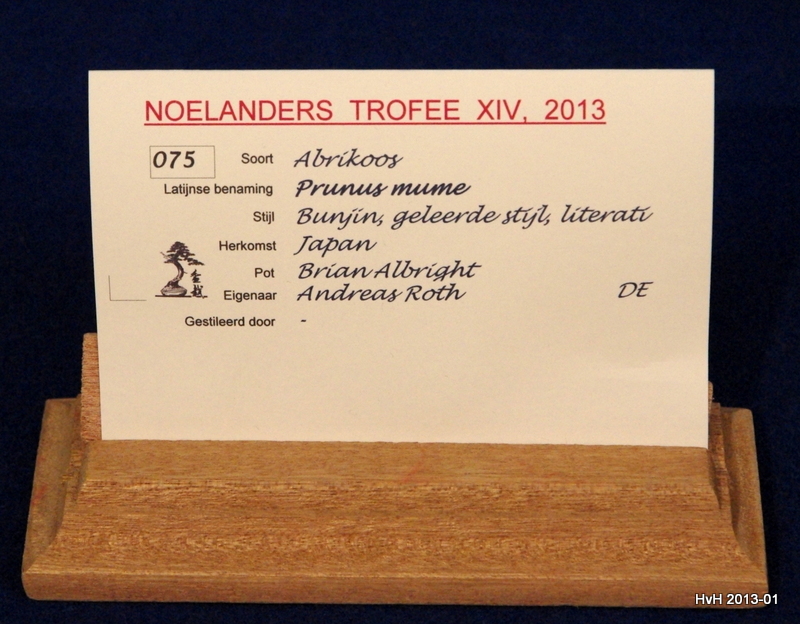 NOELANDERS TROFEE XIV, 2013
075 Soort Abrikoos
Latijnse benaming Prunus mume
Stijl Bunjin, geleerde stijl, literati
Herkomst Japan
Pot Brian Albright
Eigenaar Andreas Roth DE
Gestileerd door -
HvH 2013-01